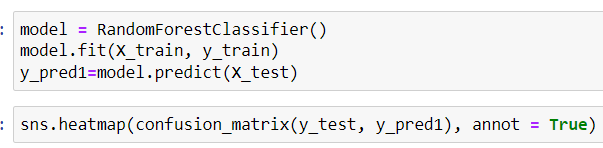 : model = RandomForestClassifier()
model.fit(X_train, y_train)
y_pred1=model.predict(X_test)
: sns.heatmap(confusion_matrix(y_test, y_pred1), annot = True)